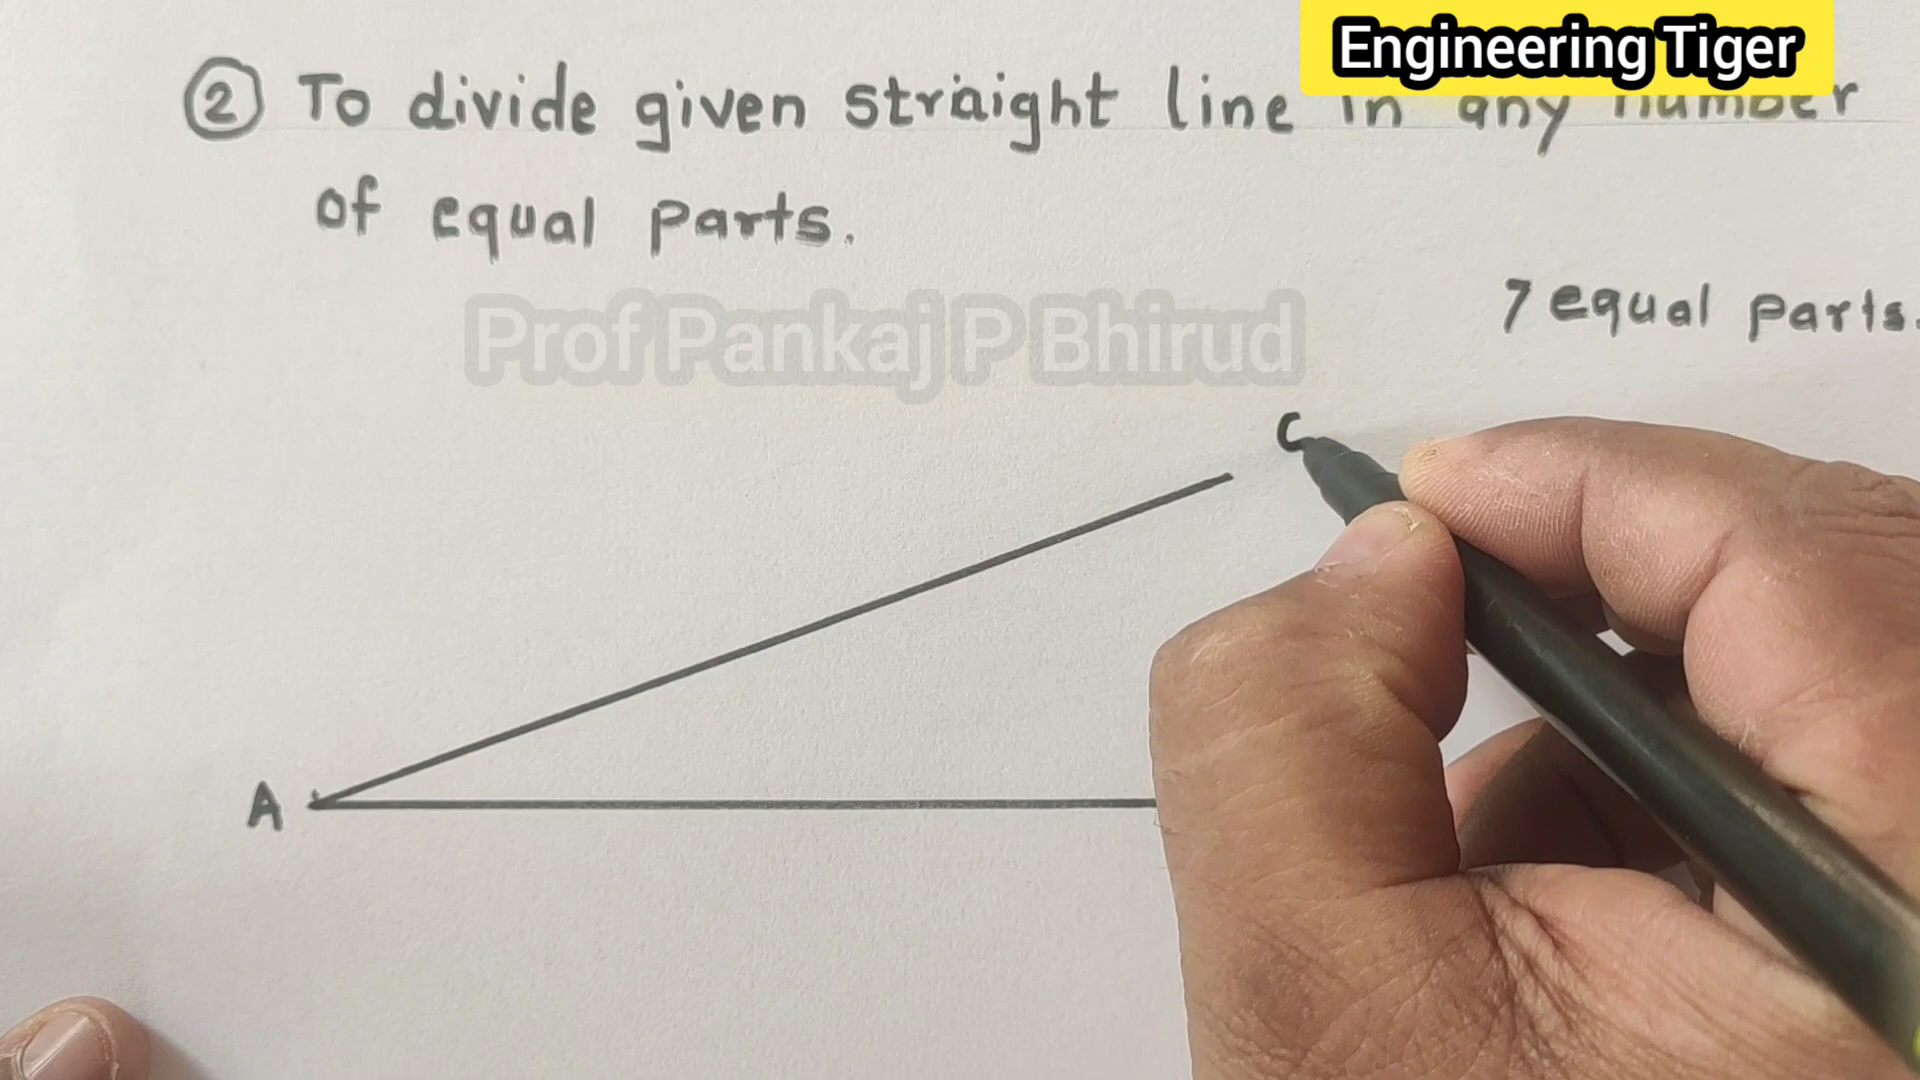 Engineering Tiger
② To divide given straight line in any number
of equal parts.
Prof Pankaj P Bhirud
7 equal parts.
C
A